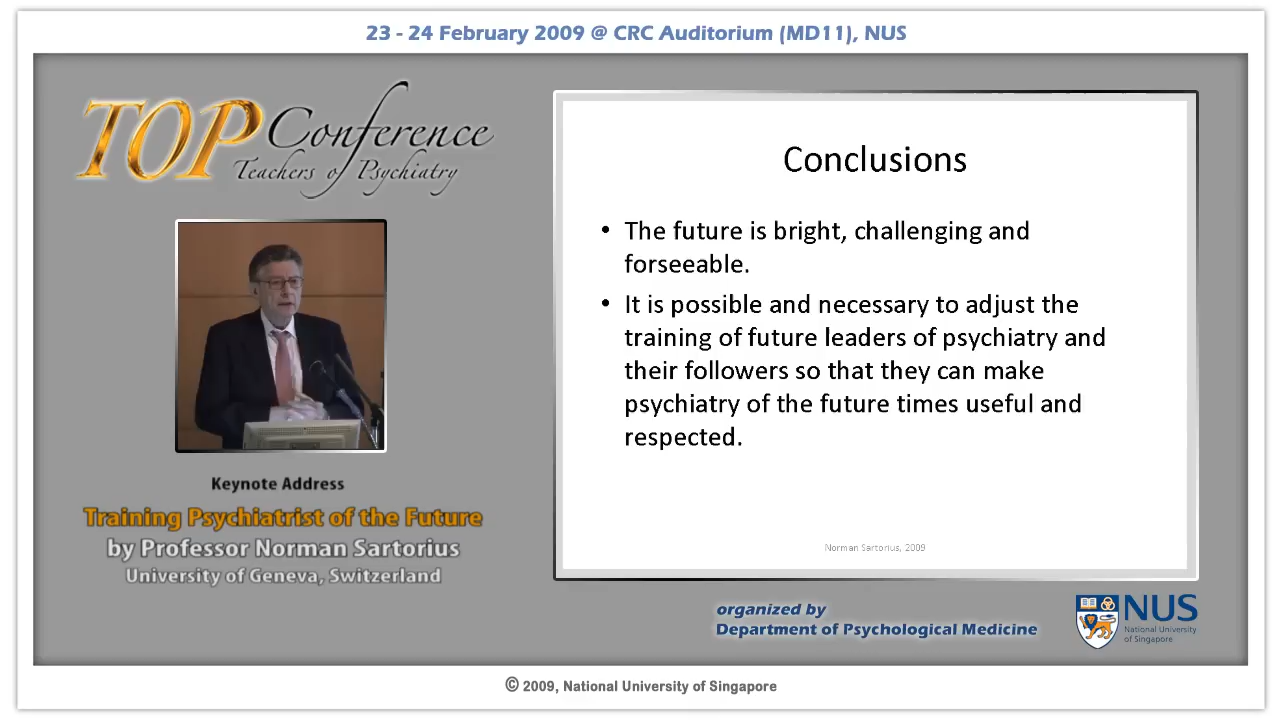 23 - 24 February 2009 @ CRC Auditorium (MD11), NUS
TOP Conference
Teachers of Psychiatry
Keynote Address
Training Psychiatrist of the Future
by Professor Norman Sartorius
University of Geneva, Switzerland
Conclusions
• The future is bright, challenging and
forseeable.
• It is possible and necessary to adjust the
training of future leaders of psychiatry and
their followers so that they can make
psychiatry of the future times useful and
respected.
Norman Sartorius, 2009
organized by
Department of Psychological Medicine
NUS
National University
of Singapore
© 2009, National University of Singapore